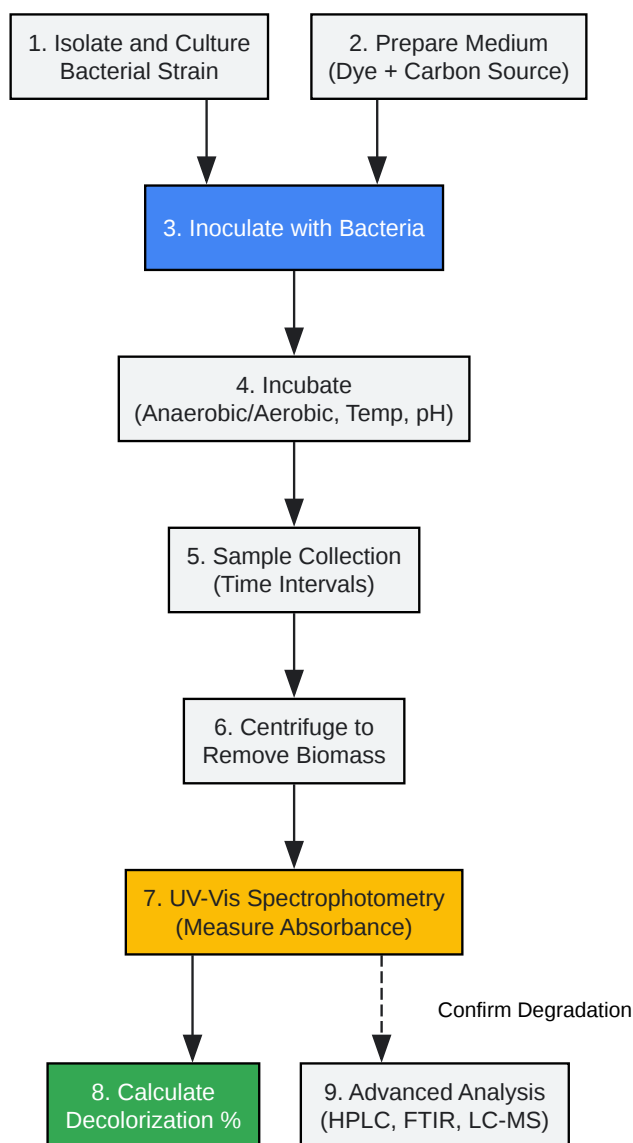 1. Isolate and Culture
Bacterial Strain
2. Prepare Medium
(Dye + Carbon Source)
3. Inoculate with Bacteria
4. Incubate
(Anaerobic/Aerobic, Temp, pH)
5. Sample Collection
(Time Intervals)
6. Centrifuge to
Remove Biomass
7. UV-Vis Spectrophotometry
(Measure Absorbance)
Confirm Degradation
8. Calculate
Decolorization %
9. Advanced Analysis
(HPLC, FTIR, LC-MS)